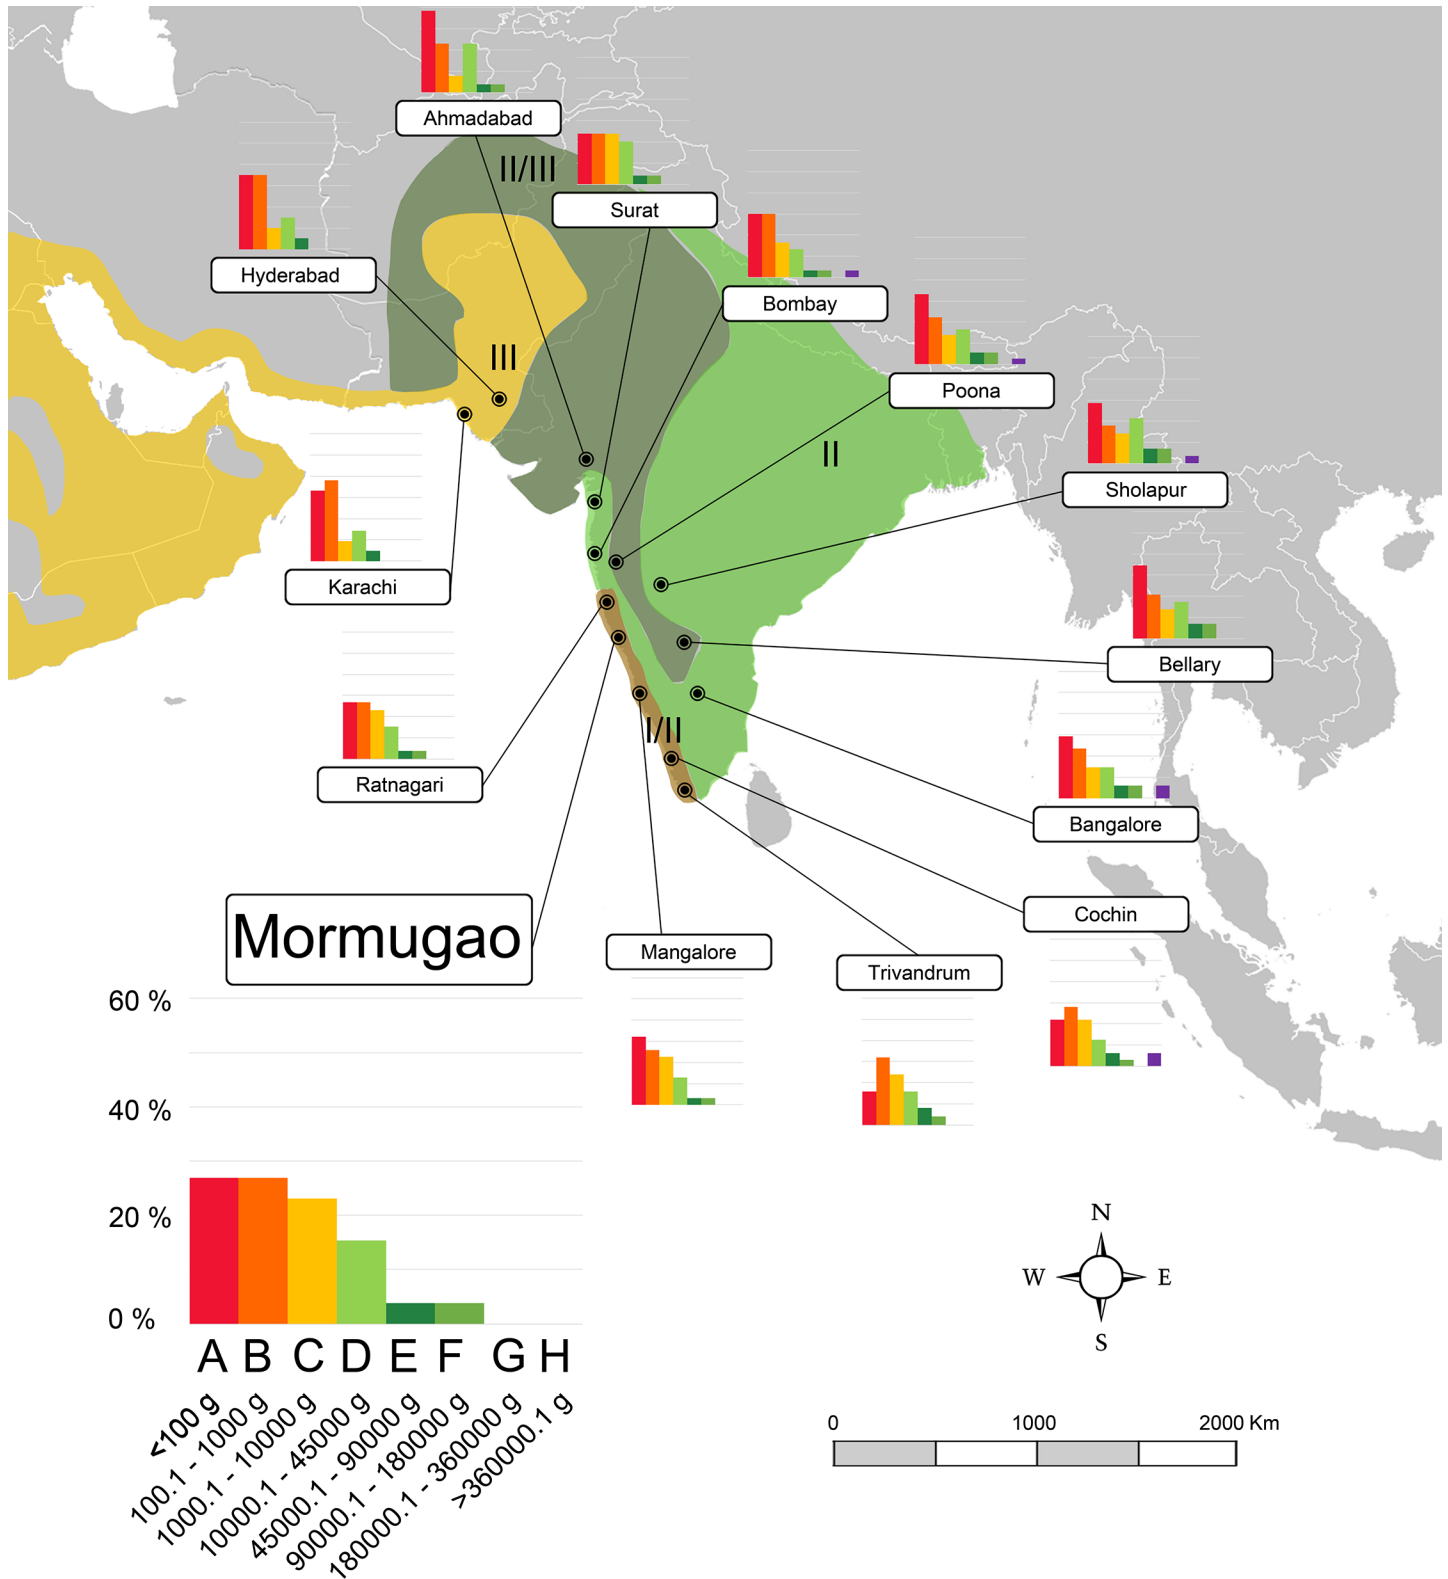 Ahmadabad
II/III
Surat
Hyderabad
Bombay
III
Poona
II
Sholapur
Karachi
Bellary
I/II
Ratnagari
Bangalore
Mormugao
Mangalore
Cochin
Trivandrum
60 %
40 %
20 %
0 %
A B C D E F G H
<100 g
100.1 - 1000 g
1000.1 - 10000 g
10000.1 - 45000 g
45000.1 - 90000 g
90000.1 - 180000 g
180000.1 - 360000 g
>360000.1 g
N
W E
S
0 1000 2000 Km